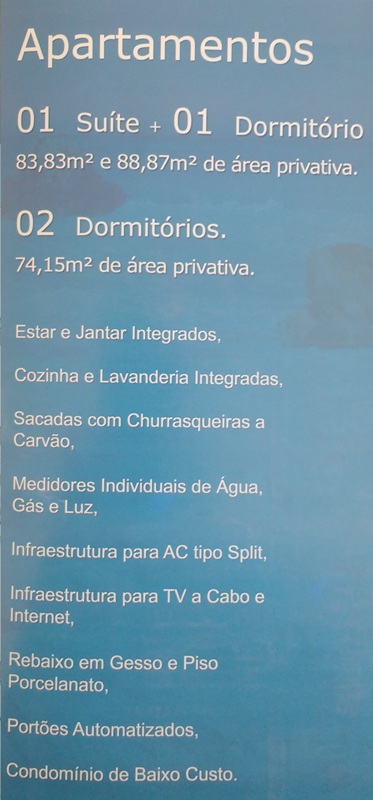 Apartamentos
01 Suíte + 01 Dormitório
83,83m² e 88,87m² de área privativa.
02 Dormitórios.
74,15m² de área privativa.
Estar e Jantar Integrados,
Cozinha e Lavanderia Integradas,
Sacadas com Churrasqueiras a
Carvão,
Medidores Individuais de Água,
Gás e Luz,
Infraestrutura para AC tipo Split,
Infraestrutura para TV a Cabo e
Internet,
Rebaixo em Gesso e Piso
Porcelanato,
Portões Automatizados,
Condomínio de Baixo Custo.